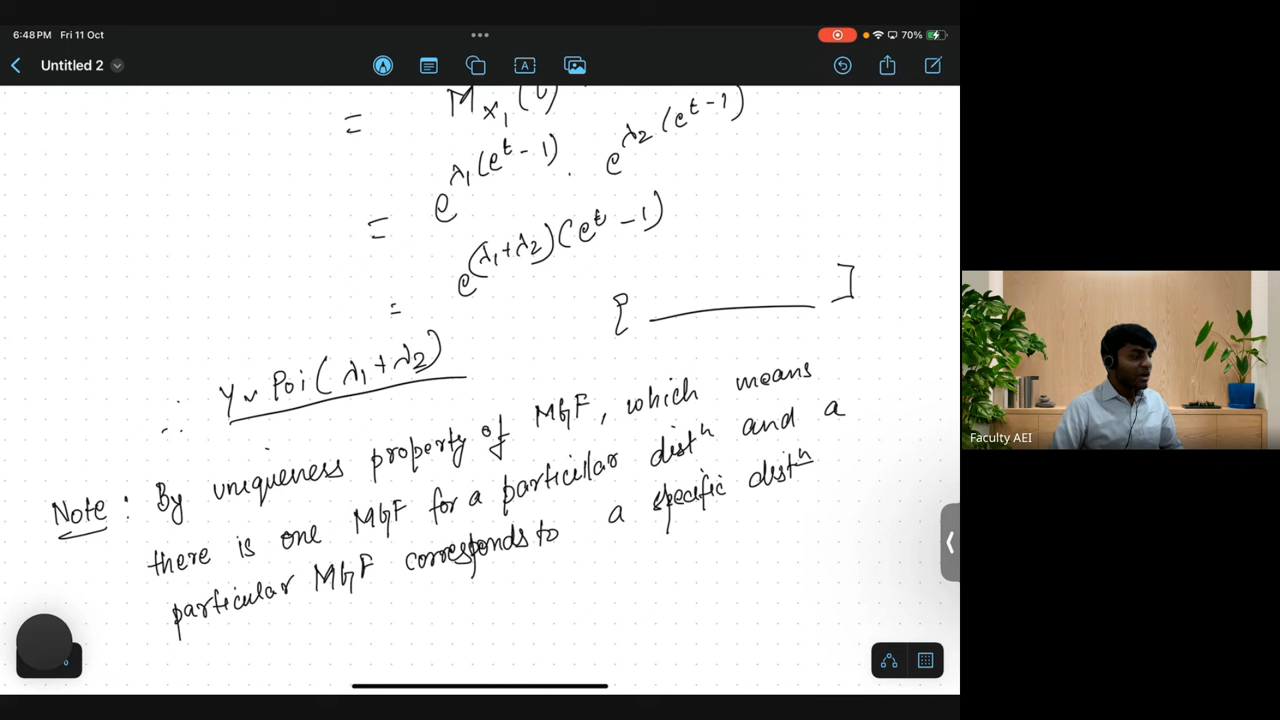 6:48 PM Fri 11 Oct
70%
Untitled 2
= M_{X_1}(t)
= e^{λ_1(e^t - 1)} . e^{λ_2(e^t - 1)}
= e^{(λ_1+λ_2)(e^t - 1)}
∴ Y ~ Poi(λ_1+λ_2)
[ ]
Note : By uniqueness property of MGF, which means
there is one MGF for a particular distⁿ and a
particular MGF corresponds to a specific distⁿ
Faculty AEI